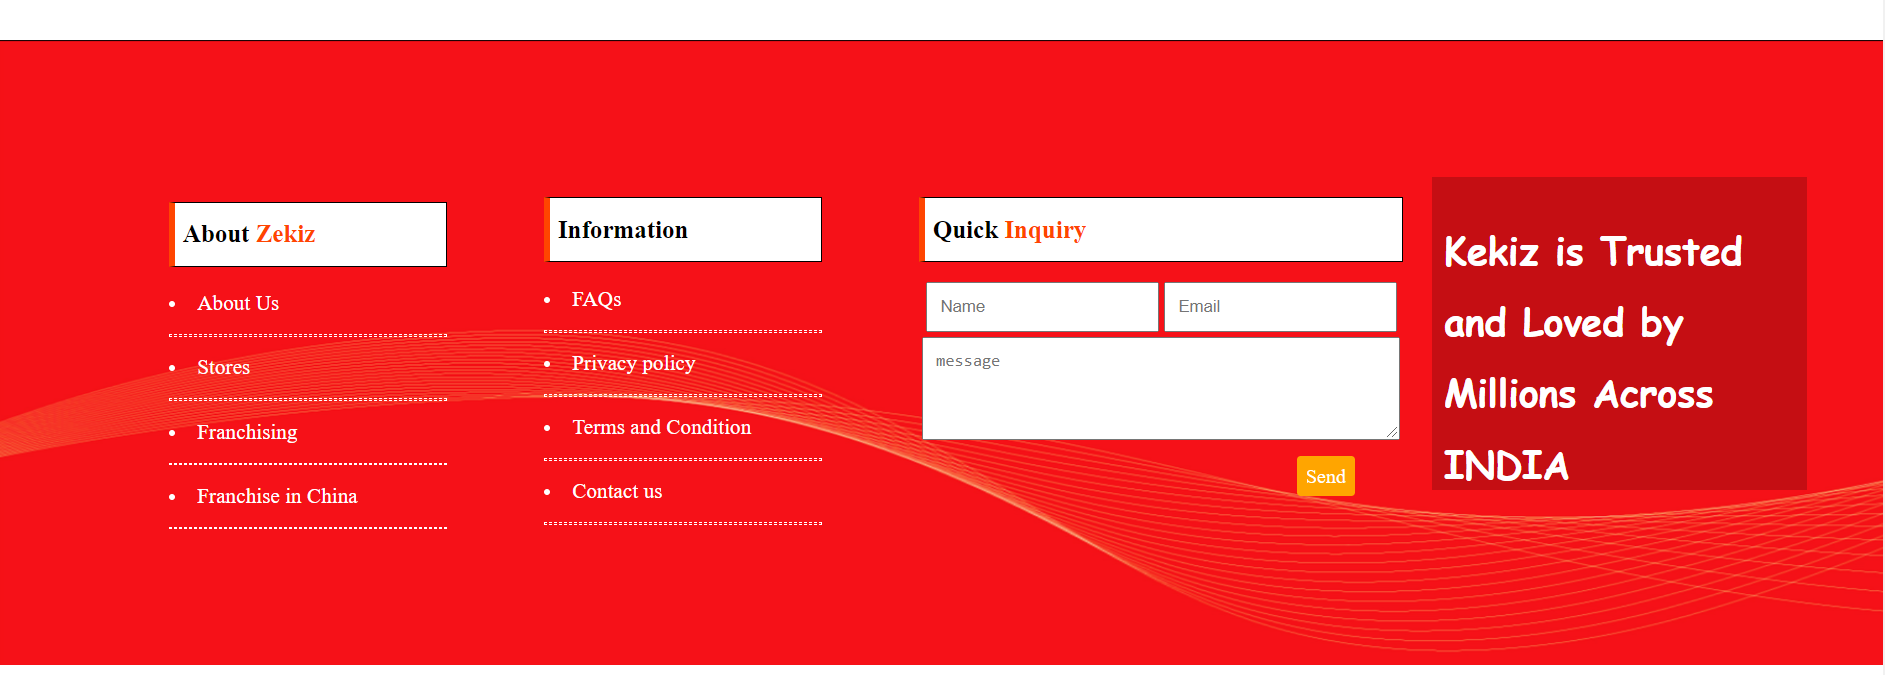 About Zekiz
About Us
Stores
Franchising
Franchise in China
Information
FAQs
Privacy policy
Terms and Condition
Contact us
Quick Inquiry
Name
Email
message
Send
Kekiz is Trusted
and Loved by
Millions Across
INDIA